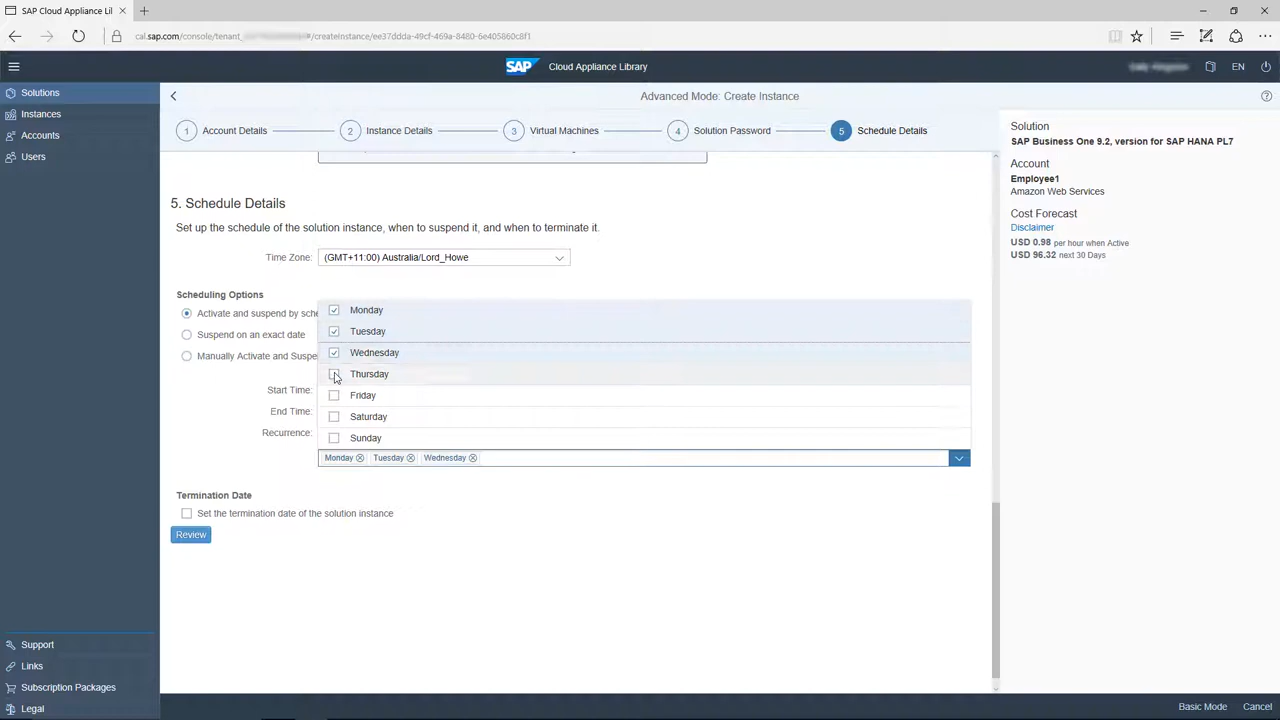 SAP Cloud Appliance Lil
cal.sap.com/console/tenant_
#/createInstance/ee37ddda-49cf-469a-8480-6e405860c8f1
SAP Cloud Appliance Library
EN
Solutions
Instances
Accounts
Users
Advanced Mode: Create Instance
1 Account Details
2 Instance Details
3 Virtual Machines
4 Solution Password
5 Schedule Details
5. Schedule Details
Set up the schedule of the solution instance, when to suspend it, and when to terminate it.
Time Zone: (GMT+11:00) Australia/Lord_Howe
Scheduling Options
Activate and suspend by sche
Suspend on an exact date
Manually Activate and Suspe
Monday
Tuesday
Wednesday
Thursday
Friday
Saturday
Sunday
Start Time:
End Time:
Recurrence:
Monday Tuesday Wednesday
Termination Date
Set the termination date of the solution instance
Review
Solution
SAP Business One 9.2, version for SAP HANA PL7
Account
Employee1
Amazon Web Services
Cost Forecast
Disclaimer
USD 0.98 per hour when Active
USD 96.32 next 30 Days
Support
Links
Subscription Packages
Legal
Basic Mode
Cancel